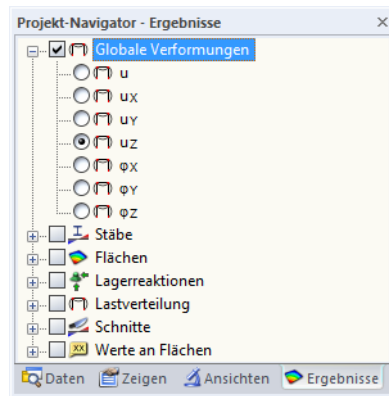 Projekt-Navigator - Ergebnisse
Globale Verformungen
u
uX
uY
uZ
φX
φY
φZ
Stäbe
Flächen
Lagerreaktionen
Lastverteilung
Schnitte
xx Werte an Flächen
Daten Zeigen Ansichten Ergebnisse